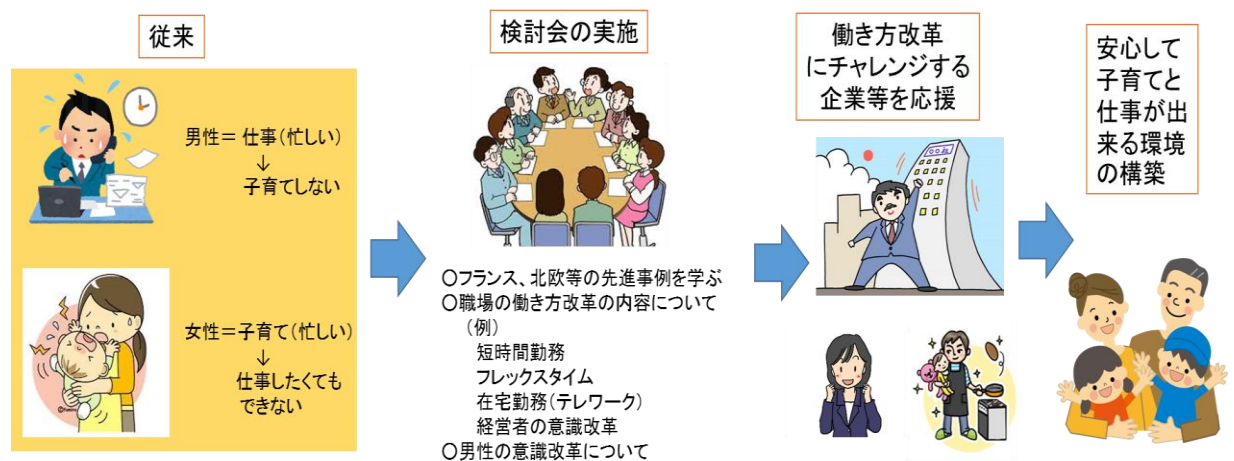 従来
男性＝ 仕事（忙しい）
↓
子育てしない
女性＝子育て（忙しい）
↓
仕事したくても
できない
検討会の実施
〇フランス、北欧等の先進事例を学ぶ
〇職場の働き方改革の内容について
（例）
短時間勤務
フレックスタイム
在宅勤務（テレワーク）
経営者の意識改革
〇男性の意識改革について
働き方改革
にチャレンジする
企業等を応援
安心して
子育てと
仕事が出
来る環境
の構築